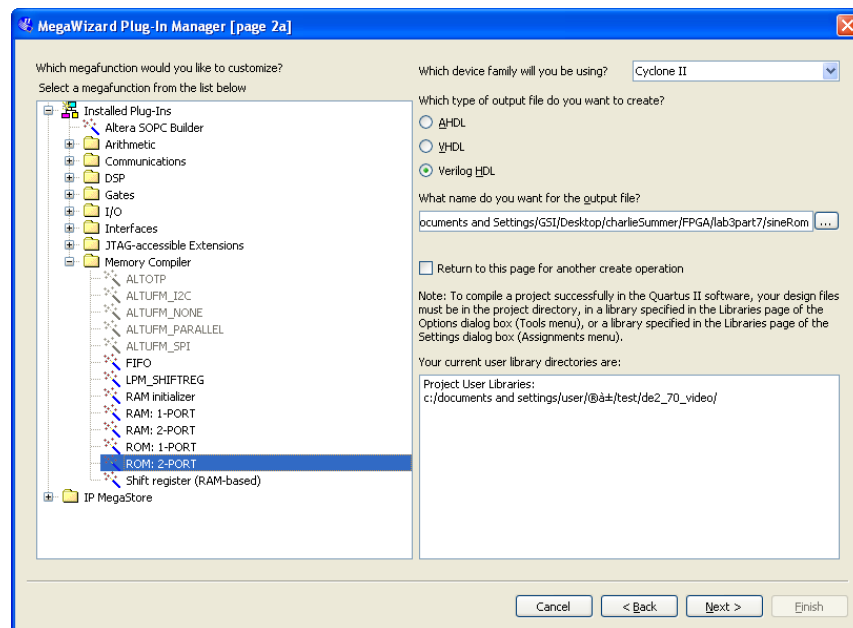 MegaWizard Plug-In Manager [page 2a]
Which megafunction would you like to customize?
Select a megafunction from the list below
Installed Plug-Ins
Altera SOPC Builder
Arithmetic
Communications
DSP
Gates
I/O
Interfaces
JTAG-accessible Extensions
Memory Compiler
ALTOTP
ALTUFM_I2C
ALTUFM_NONE
ALTUFM_PARALLEL
ALTUFM_SPI
FIFO
LPM_SHIFTREG
RAM initializer
RAM: 1-PORT
RAM: 2-PORT
ROM: 1-PORT
ROM: 2-PORT
Shift register (RAM-based)
IP MegaStore
Which device family will you be using? Cyclone II
Which type of output file do you want to create?
AHDL
VHDL
Verilog HDL
What name do you want for the output file?
ocuments and Settings/GSI/Desktop/charlieSummer/FPGA/lab3part7/sineRom ...
Return to this page for another create operation
Note: To compile a project successfully in the Quartus II software, your design files
must be in the project directory, in a library specified in the Libraries page of the
Options dialog box (Tools menu), or a library specified in the Libraries page of the
Settings dialog box (Assignments menu).
Your current user library directories are:
Project User Libraries:
c:/documents and settings/user/®à±/test/de2_70_video/
Cancel < Back Next > Finish